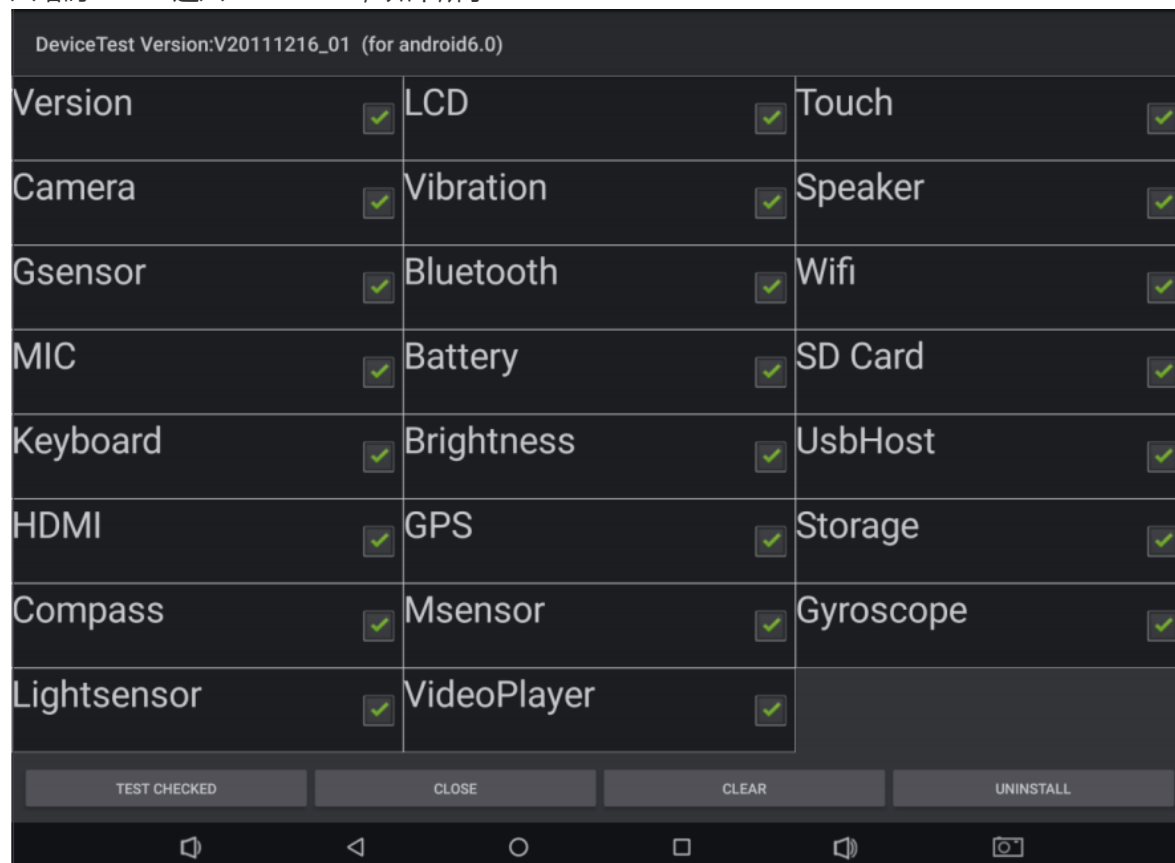 DeviceTest Version:V20111216_01 (for android6.0)
Version LCD Touch
Camera Vibration Speaker
Gsensor Bluetooth Wifi
MIC Battery SD Card
Keyboard Brightness UsbHost
HDMI GPS Storage
Compass Msensor Gyroscope
Lightsensor VideoPlayer
TEST CHECKED CLOSE CLEAR UNINSTALL